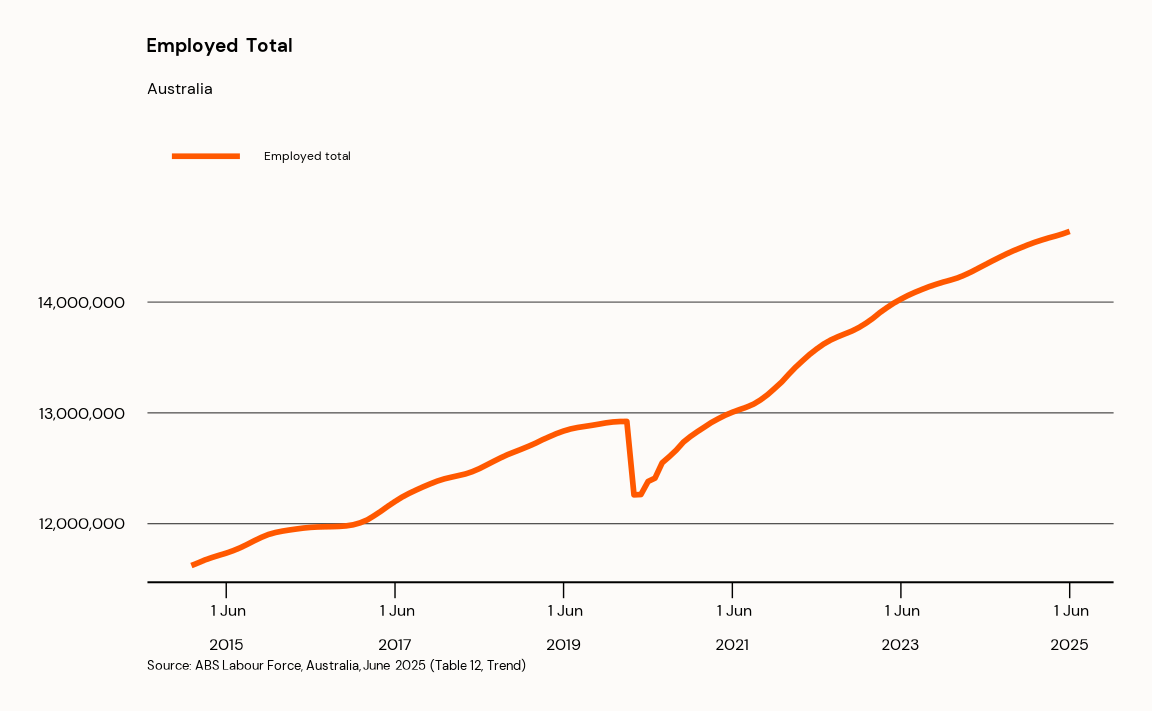 Employed Total
Australia
Employed total
14,000,000
13,000,000
12,000,000
1 Jun 1 Jun 1 Jun 1 Jun 1 Jun 1 Jun
2015 2017 2019 2021 2023 2025
Source: ABS Labour Force, Australia, June 2025 (Table 12, Trend)